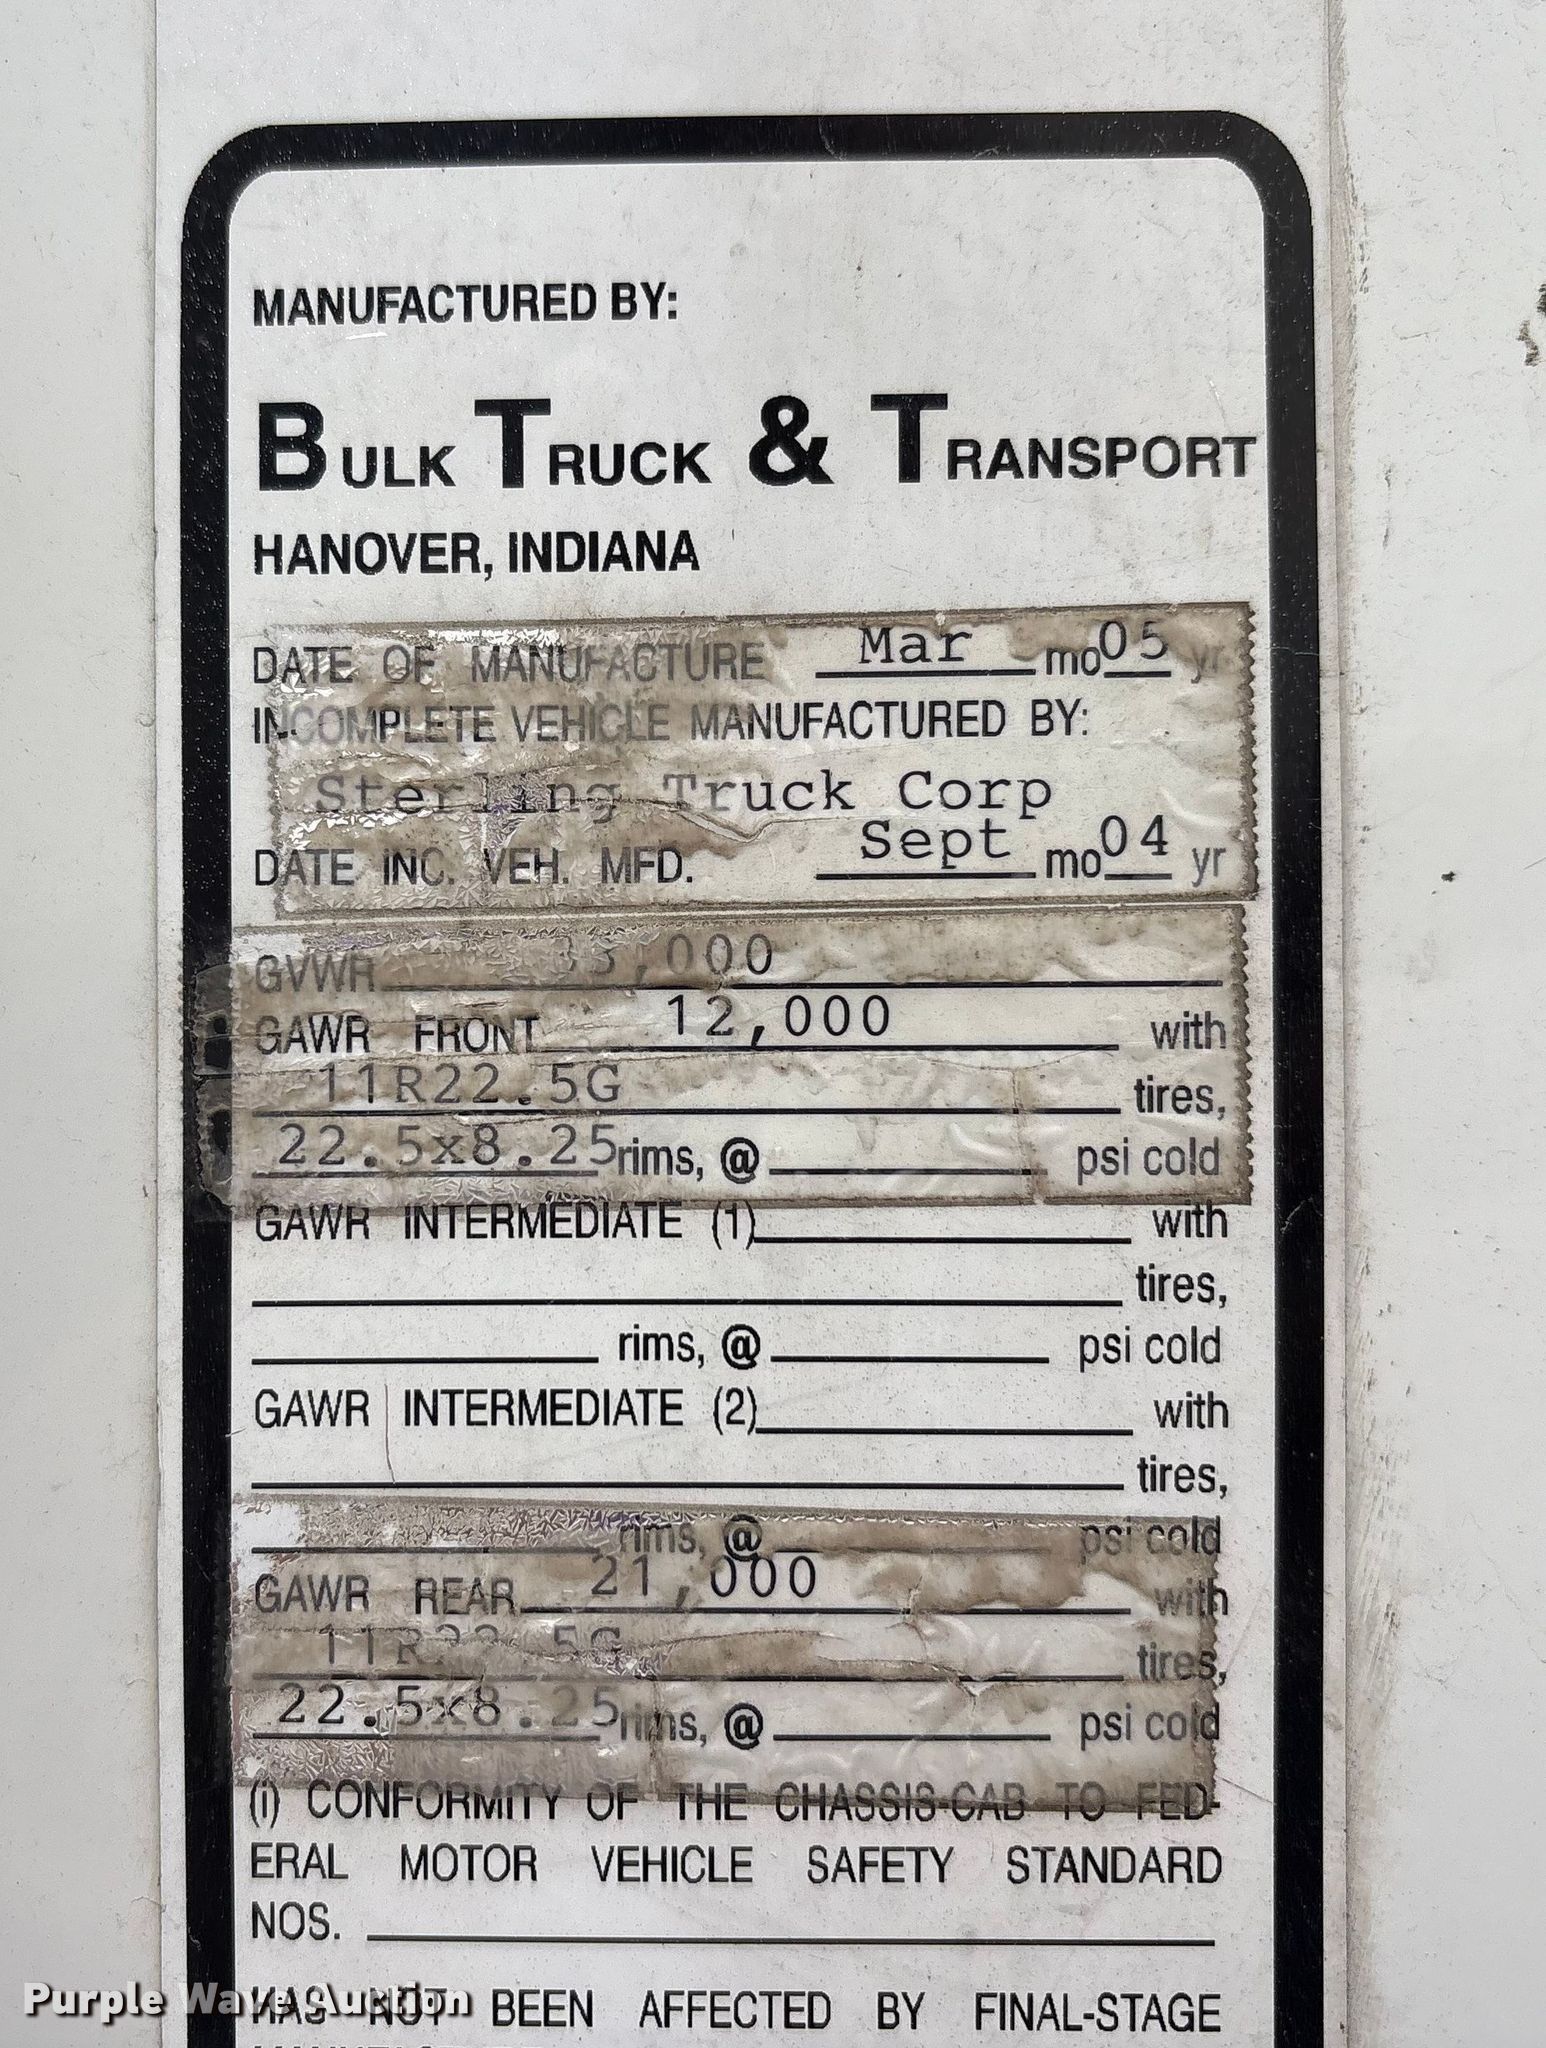 MANUFACTURED BY:
BULK TRUCK & TRANSPORT
HANOVER, INDIANA
DATE OF MANUFACTURE Mar mo 05 yr
INCOMPLETE VEHICLE MANUFACTURED BY:
Sterling Truck Corp
DATE INC. VEH. MFD. Sept mo 04 yr
GVWR
GAWR FRONT 12,000 with
11R22.5G tires,
22.5x8.25 rims, @ psi cold
GAWR INTERMEDIATE (1) with
tires,
rims, @ psi cold
GAWR INTERMEDIATE (2) with
tires,
rims, @ psi cold
GAWR REAR 21,000 with
11R22.5G tires,
22.5x8.25 rims, @ psi cold
(i) CONFORMITY OF THE CHASSIS-CAB TO FED-
ERAL MOTOR VEHICLE SAFETY STANDARD
NOS.
HAS NOT BEEN AFFECTED BY FINAL-STAGE
Purple Wave Auction